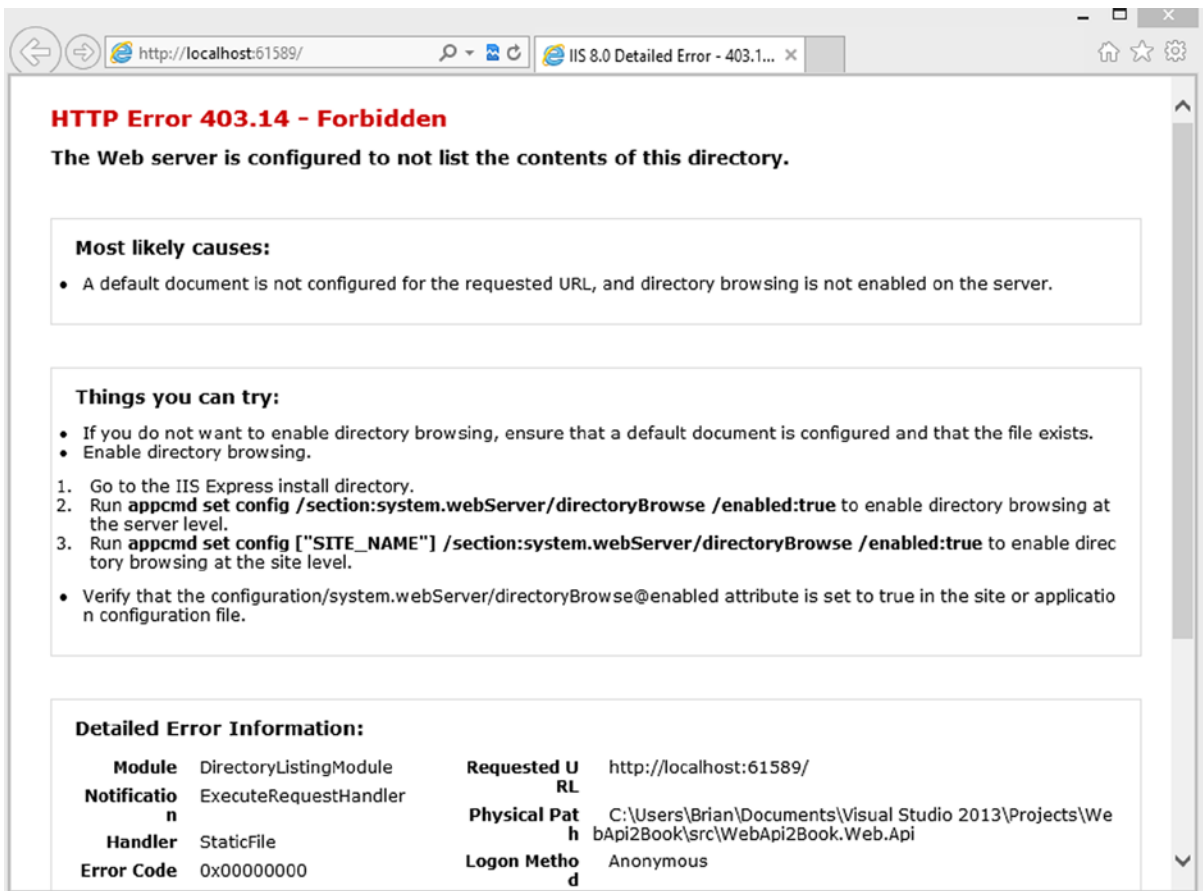 http://localhost:61589/
IIS 8.0 Detailed Error - 403.1...
HTTP Error 403.14 - Forbidden
The Web server is configured to not list the contents of this directory.
Most likely causes:
• A default document is not configured for the requested URL, and directory browsing is not enabled on the server.
Things you can try:
• If you do not want to enable directory browsing, ensure that a default document is configured and that the file exists.
• Enable directory browsing.
1. Go to the IIS Express install directory.
2. Run appcmd set config /section:system.webServer/directoryBrowse /enabled:true to enable directory browsing at
the server level.
3. Run appcmd set config ["SITE_NAME"] /section:system.webServer/directoryBrowse /enabled:true to enable direc
tory browsing at the site level.
• Verify that the configuration/system.webServer/directoryBrowse@enabled attribute is set to true in the site or applicatio
n configuration file.
Detailed Error Information:
Module DirectoryListingModule
Notificatio ExecuteRequestHandler
n
Handler StaticFile
Error Code 0x00000000
Requested U http://localhost:61589/
RL
Physical Pat C:\Users\Brian\Documents\Visual Studio 2013\Projects\We
h bApi2Book\src\WebApi2Book.Web.Api
Logon Metho Anonymous
d